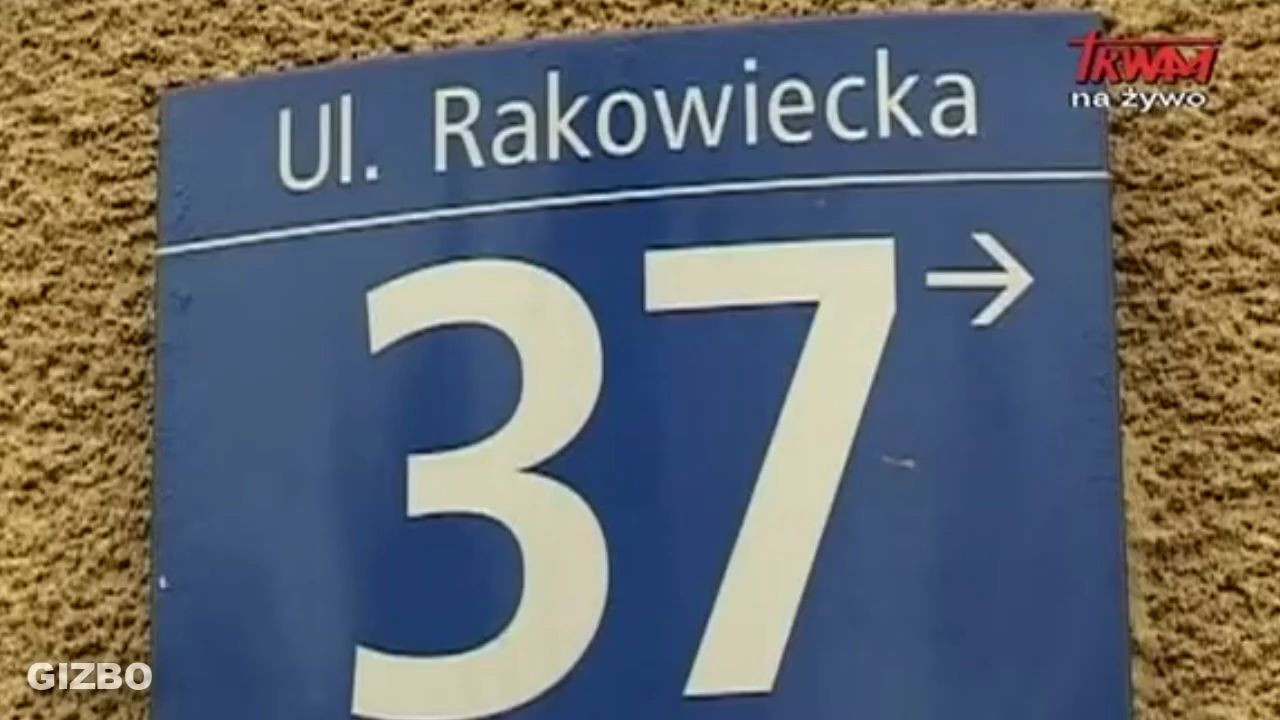 Ul. Rakowiecka
37 →
TRWAM
na żywo
GIZBO